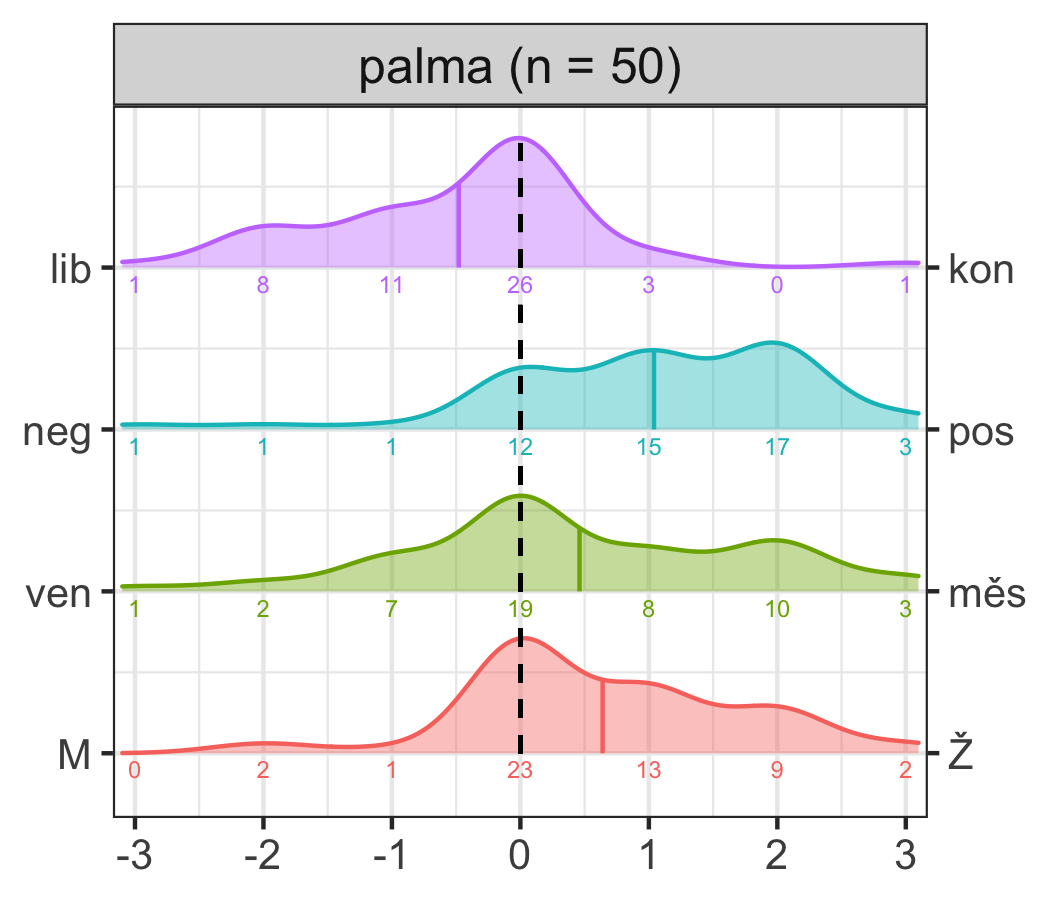 palma (n = 50)
lib kon
1 8 11 26 3 0 1
neg pos
1 1 1 12 15 17 3
ven měs
1 2 7 19 8 10 3
M Ž
0 2 1 23 13 9 2
-3 -2 -1 0 1 2 3